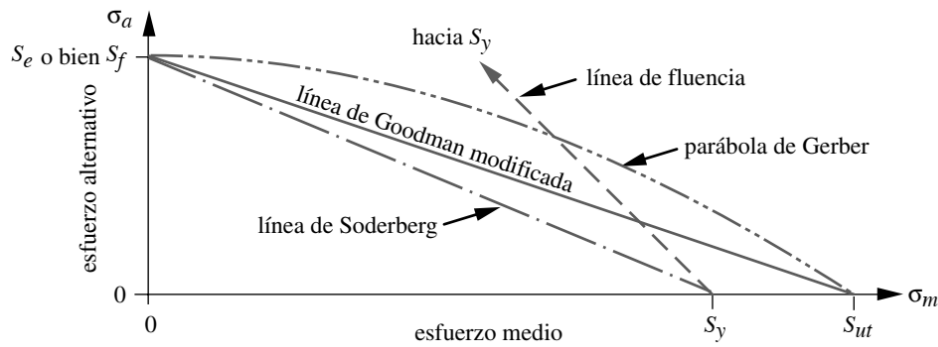 σa
Se o bien Sf
esfuerzo alternativo
hacia Sy
línea de fluencia
línea de Goodman modificada
parábola de Gerber
línea de Soderberg
0
σm
0
esfuerzo medio
Sy
Sut